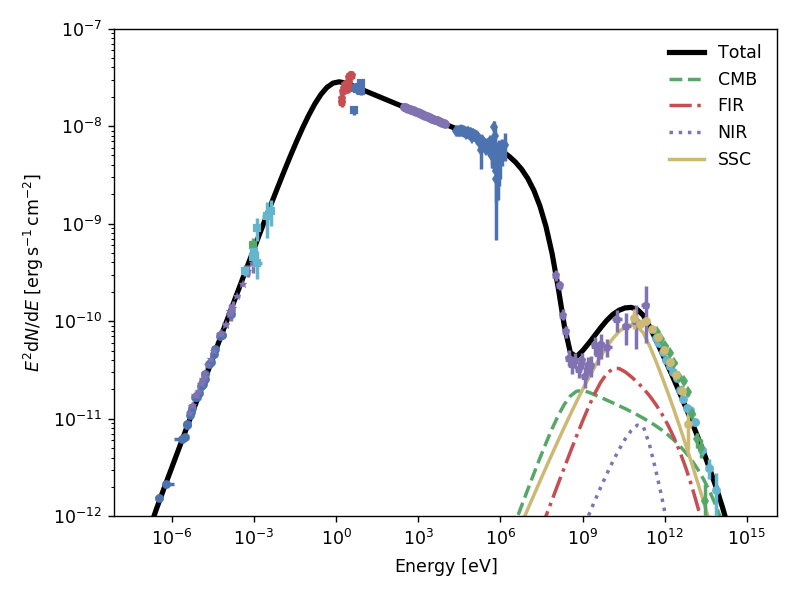 10⁻⁷
10⁻⁸
10⁻⁹
10⁻¹⁰
10⁻¹¹
10⁻¹²
E²dN/dE [erg s⁻¹ cm⁻²]
Total
CMB
FIR
NIR
SSC
10⁻⁶ 10⁻³ 10⁰ 10³ 10⁶ 10⁹ 10¹² 10¹⁵
Energy [eV]